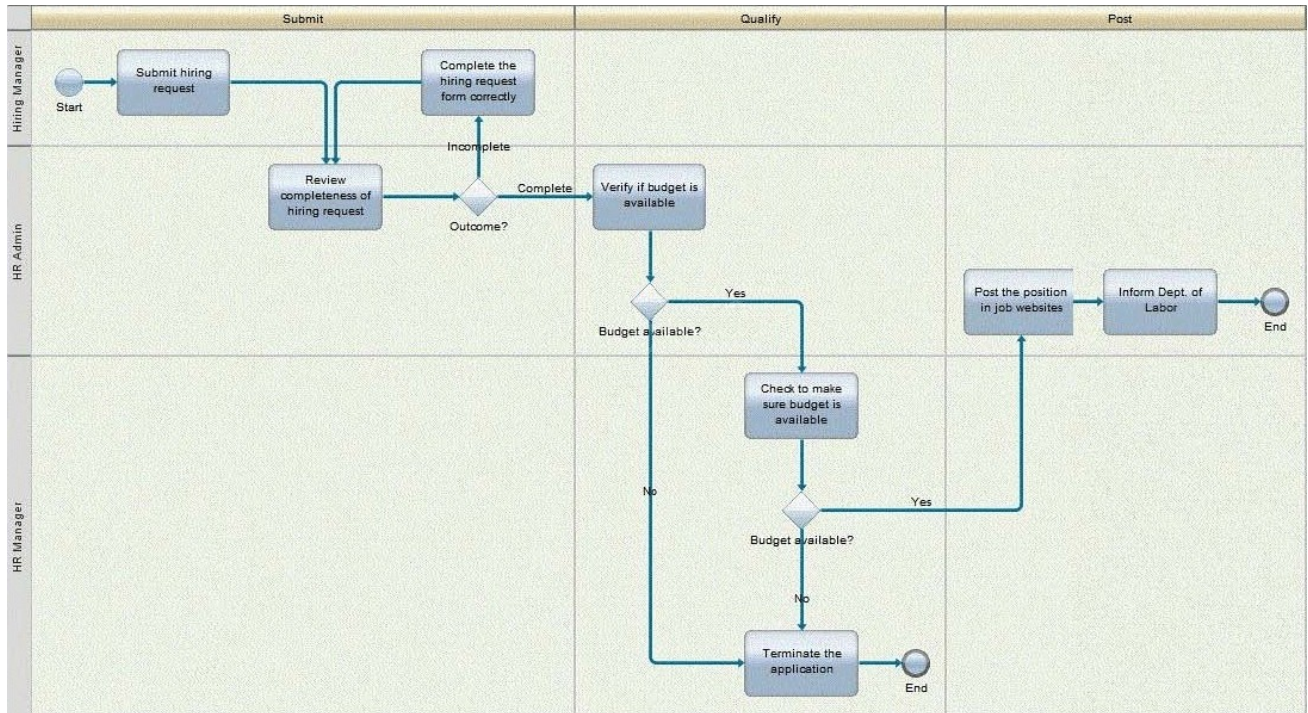 Submit
Qualify
Post
Hiring Manager
Start
Submit hiring
request
Complete the
hiring request
form correctly
Incomplete
HR Admin
Review
completeness of
hiring request
Outcome?
Complete
Verify if budget is
available
Budget available?
Yes
Post the position
in job websites
Inform Dept. of
Labor
End
HR Manager
Check to make
sure budget is
available
No
Budget available?
Yes
No
Terminate the
application
End